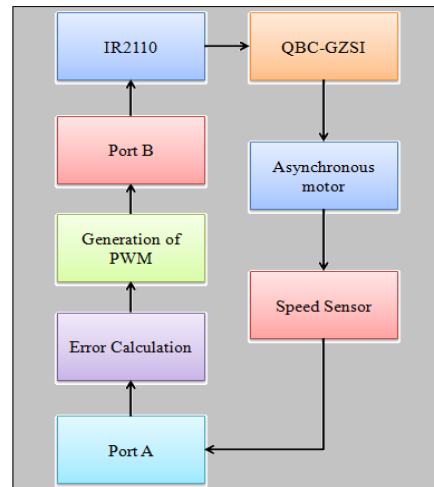 IR2110
QBC-GZSI
Port B
Asynchronous
motor
Generation of
PWM
Speed Sensor
Error Calculation
Port A